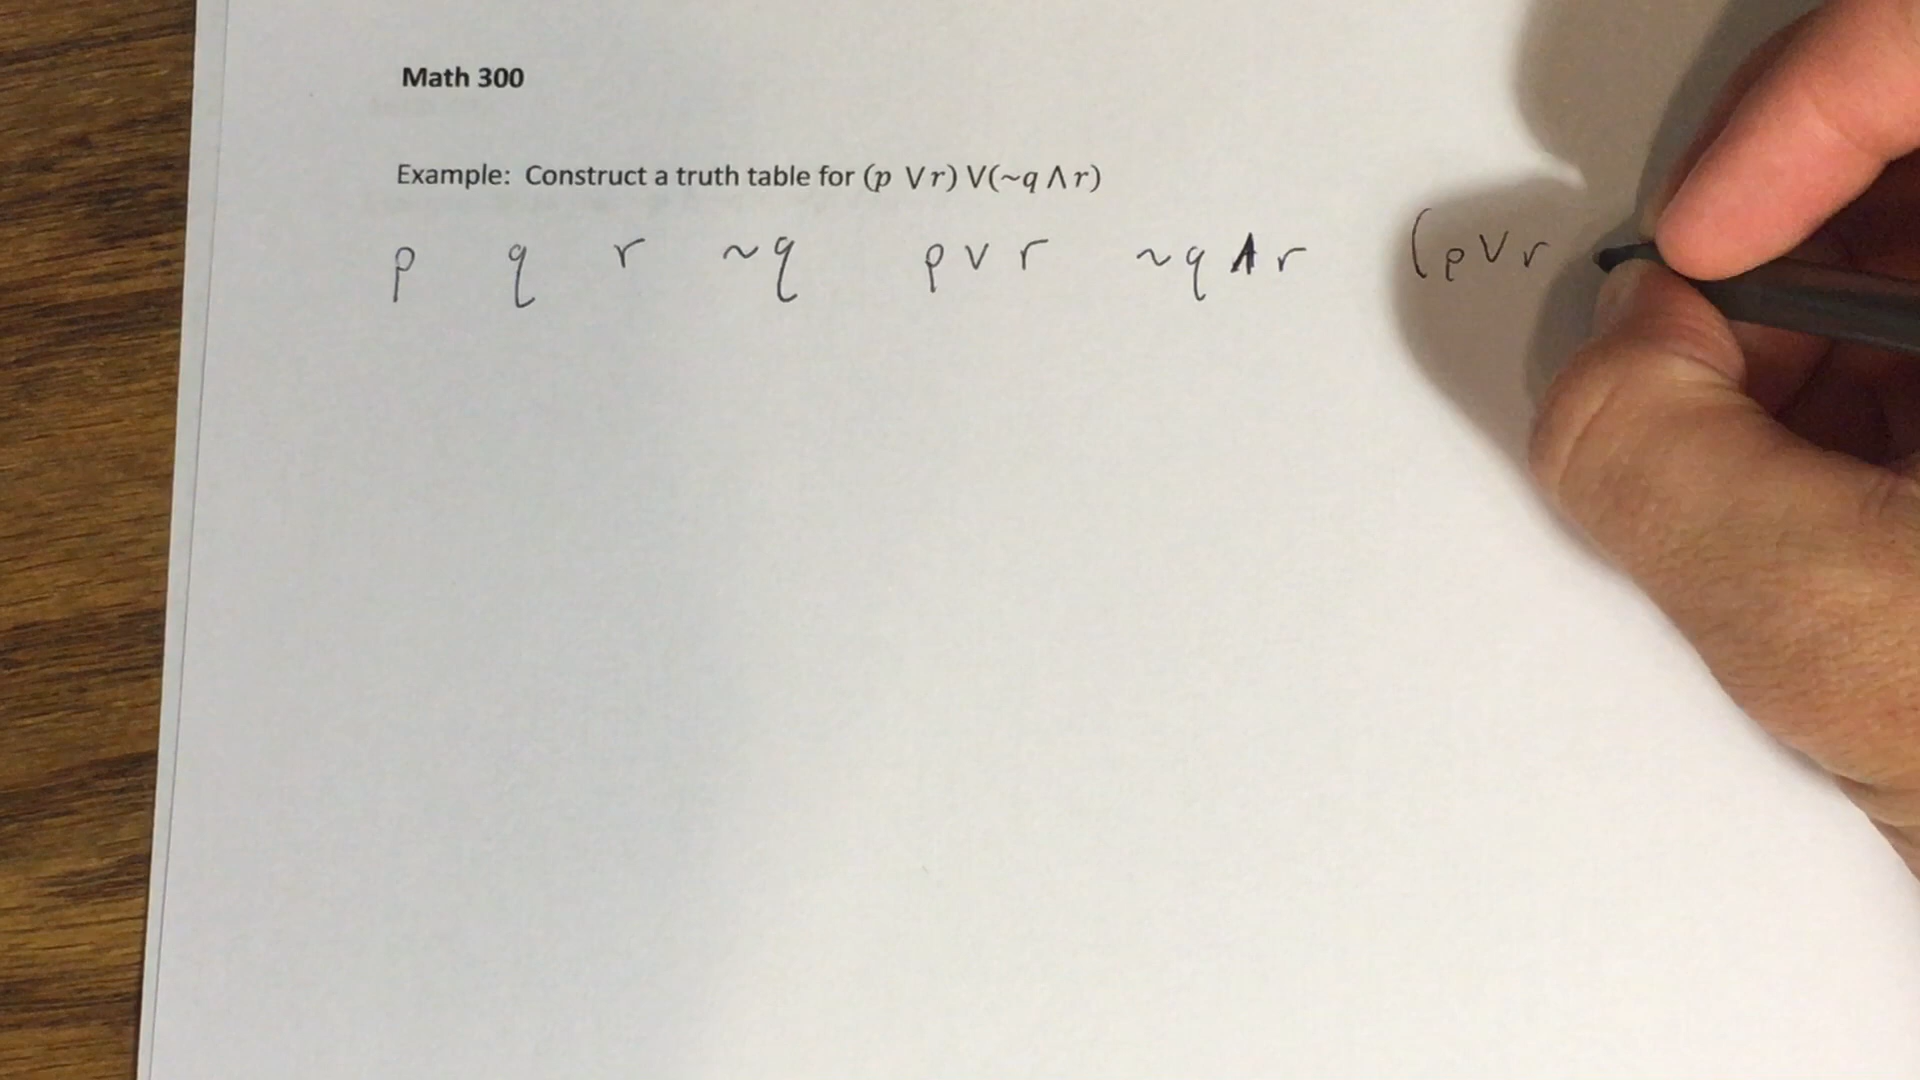 Math 300
Example: Construct a truth table for (p ∨ r) ∨(~q ∧ r)
p q r ~q p ∨ r ~q ∧ r (p ∨ r